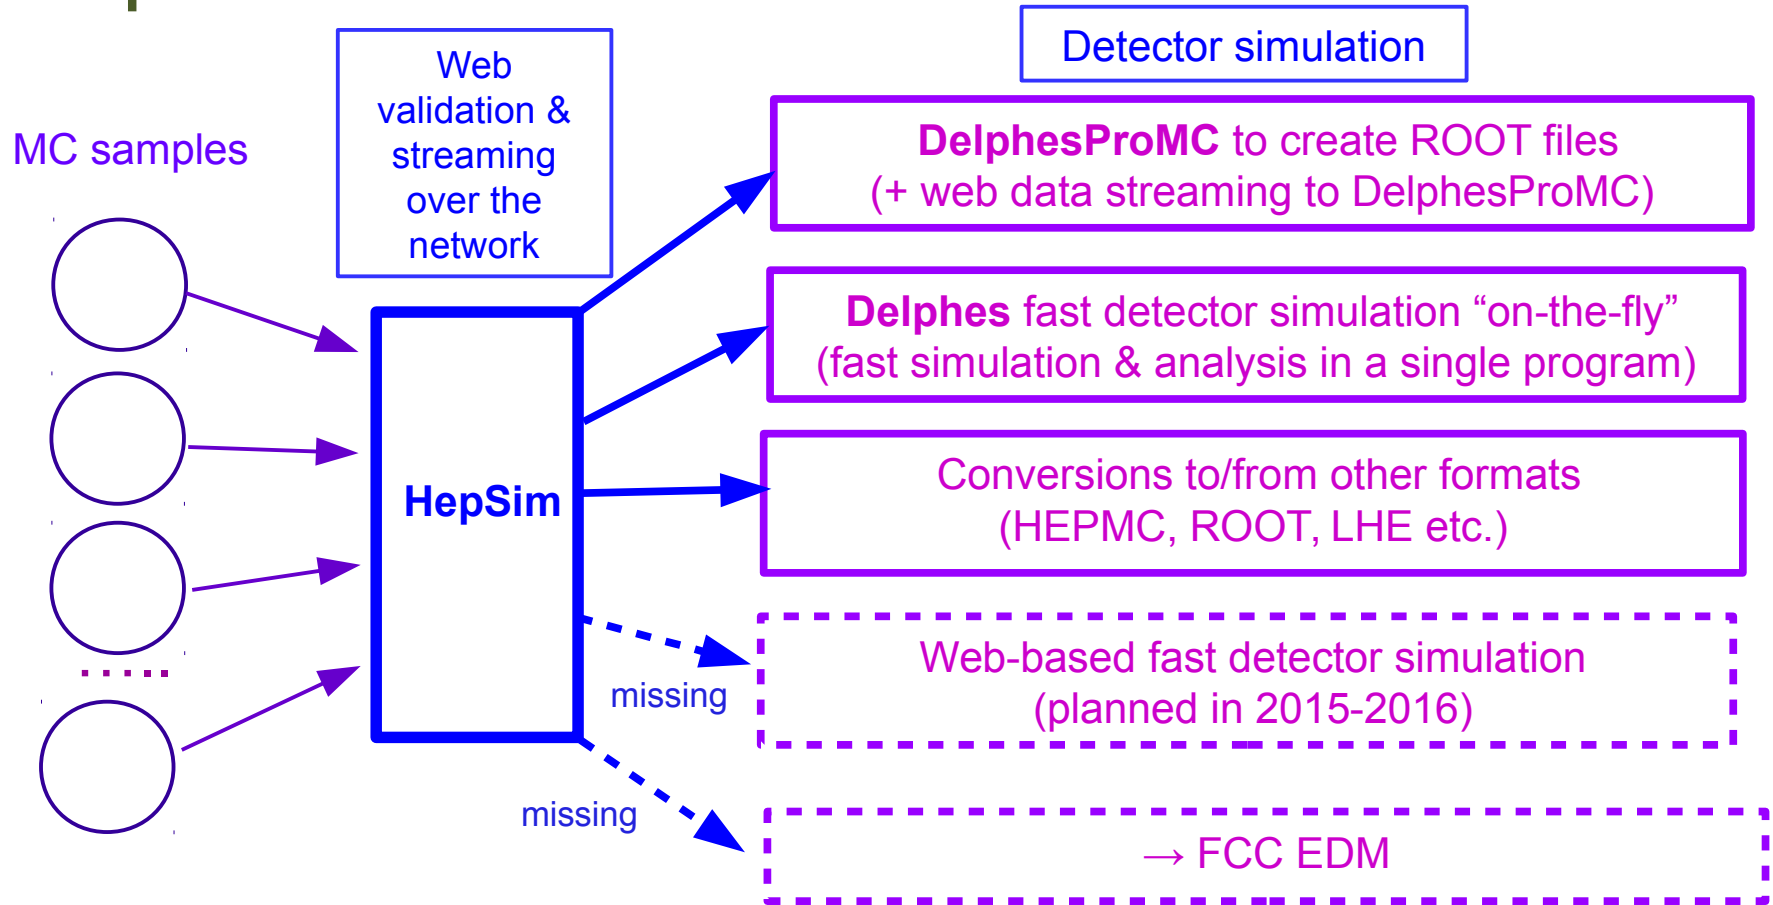 MC samples
Web
validation &
streaming
over the
network
HepSim
missing
missing
Detector simulation
DelphesProMC to create ROOT files
(+ web data streaming to DelphesProMC)
Delphes fast detector simulation “on-the-fly”
(fast simulation & analysis in a single program)
Conversions to/from other formats
(HEPMC, ROOT, LHE etc.)
Web-based fast detector simulation
(planned in 2015-2016)
→ FCC EDM